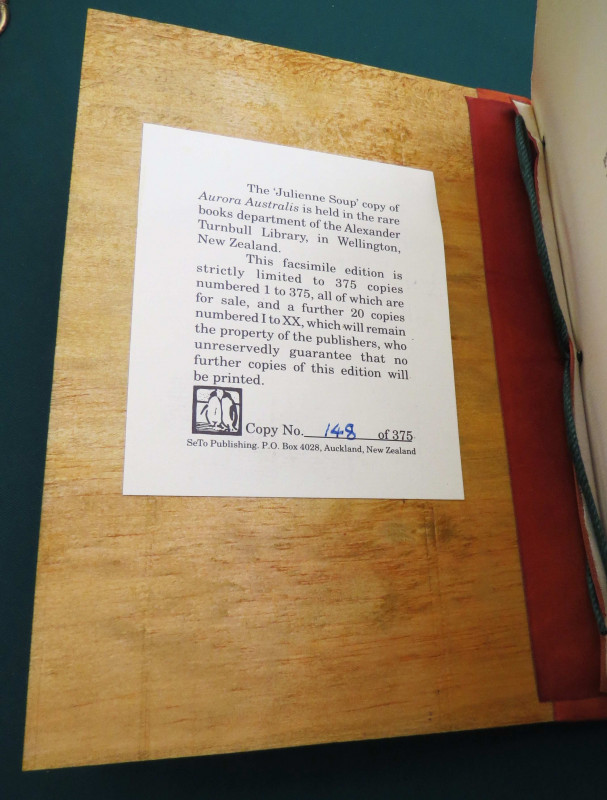 The 'Julienne Soup' copy of
Aurora Australis is held in the rare
books department of the Alexander
Turnbull Library, in Wellington,
New Zealand.
This facsimile edition is
strictly limited to 375 copies
numbered 1 to 375, all of which are
for sale, and a further 20 copies
numbered I to XX, which will remain
the property of the publishers, who
unreservedly guarantee that no
further copies of this edition will
be printed.
Copy No. 148 of 375
SeTo Publishing. P.O. Box 4028, Auckland, New Zealand